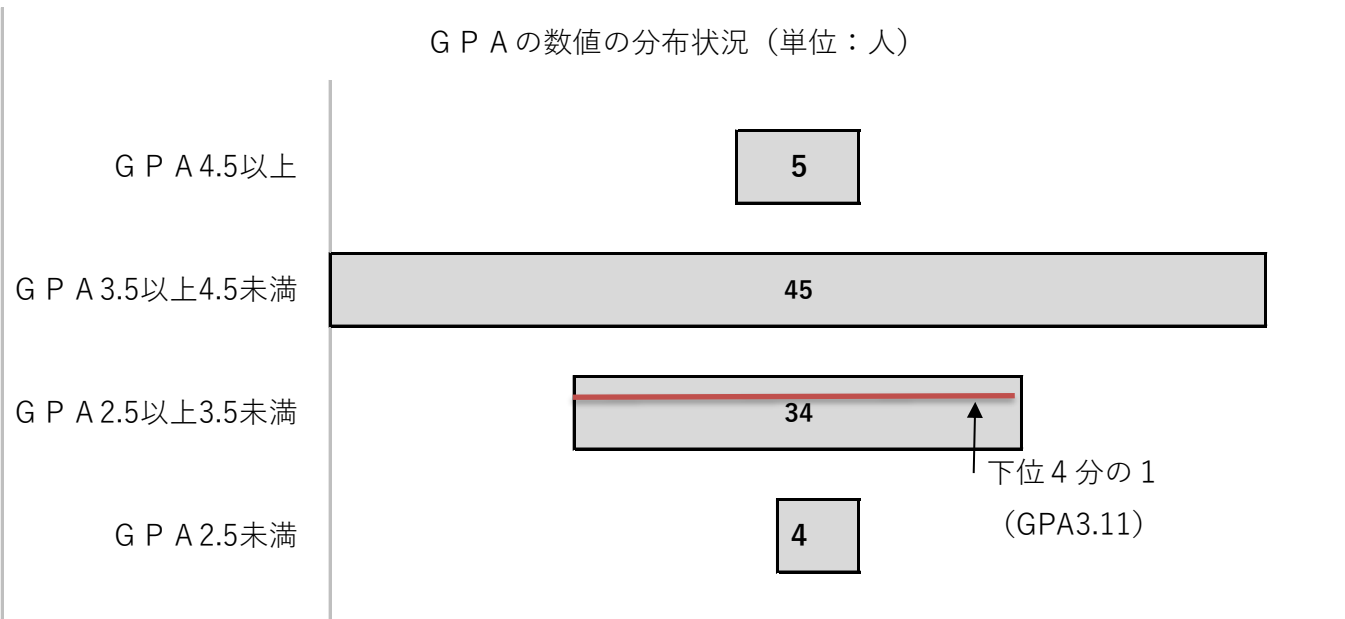 ＧＰＡの数値の分布状況（単位：人）
ＧＰＡ4.5以上
5
ＧＰＡ3.5以上4.5未満
45
ＧＰＡ2.5以上3.5未満
34
下位４分の１
（GPA3.11）
ＧＰＡ2.5未満
4